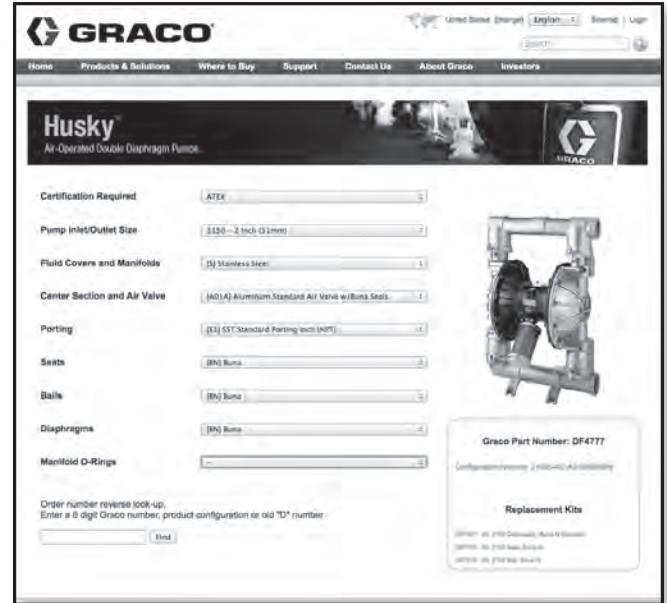 GRACO
United States (change) English Sitemap | Login
Search
Home Products & Solutions Where to Buy Support Contact Us About Graco Investors
Husky™
Air-Operated Double Diaphragm Pumps
GRACO
Certification Required ATEX
Pump Inlet/Outlet Size 2150 – 2 Inch (51mm)
Fluid Covers and Manifolds (S) Stainless Steel
Center Section and Air Valve (A01A) Aluminum Standard Air Valve w/Buna Seals
Porting (S1) SST Standard Porting Inch (NPT)
Seats (BN) Buna
Balls (BN) Buna
Diaphragms (BN) Buna
Manifold O-Rings --
Graco Part Number: DF4777
Order number reverse look-up.
Enter a 6 digit Graco number, product configuration or old "D" number
Find
Replacement Kits